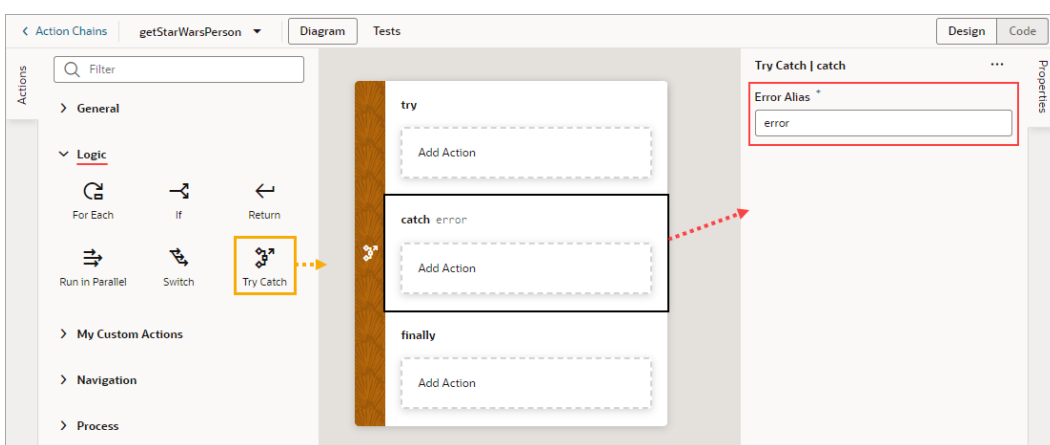 Action Chains getStarWarsPerson Diagram Tests Design Code
Actions
Filter
General
Logic
For Each If Return
Run in Parallel Switch Try Catch
My Custom Actions
Navigation
Process
try
Add Action
catch error
Add Action
finally
Add Action
Try Catch | catch ...
Error Alias *
error
Properties